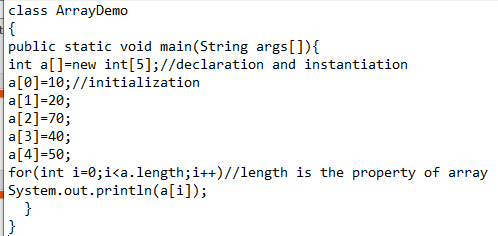 class ArrayDemo
{
public static void main(String args[]){
int a[]=new int[5];//declaration and instantiation
a[0]=10;//initialization
a[1]=20;
a[2]=70;
a[3]=40;
a[4]=50;
for(int i=0;i<a.length;i++)//length is the property of array
System.out.println(a[i]);
}
}